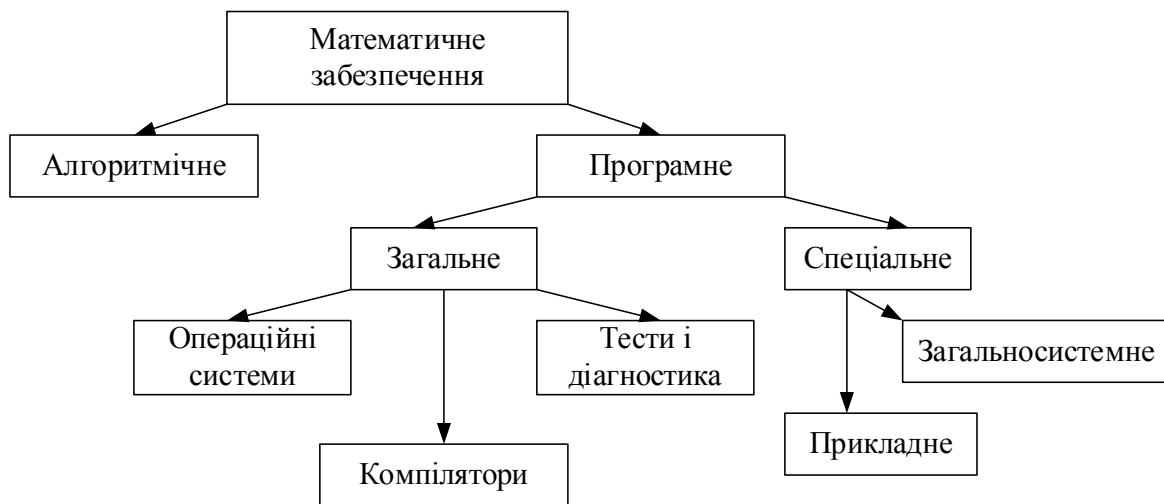 Математичне
забезпечення
Алгоритмічне
Програмне
Загальне
Спеціальне
Операційні
системи
Тести і
діагностика
Загальносистемне
Прикладне
Компілятори